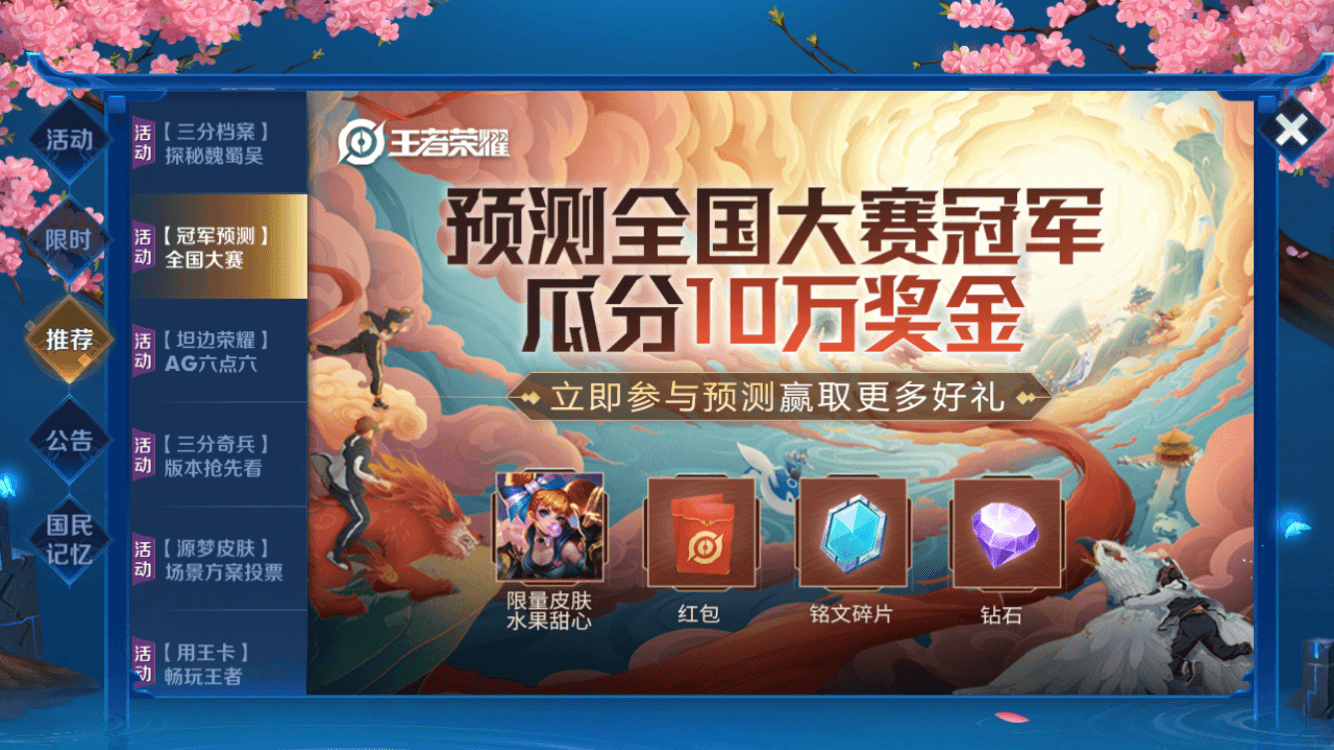 活动
限时
推荐
公告
国民
记忆
活动
【三分档案】
探秘魏蜀吴
活动
【冠军预测】
全国大赛
活动
【坦边荣耀】
AG六点六
活动
【三分奇兵】
版本抢先看
活动
【源梦皮肤】
场景方案投票
活动
【用王卡】
畅玩王者
王者荣耀
预测全国大赛冠军
瓜分10万奖金
立即参与预测赢取更多好礼
限量皮肤
水果甜心
红包
铭文碎片
钻石